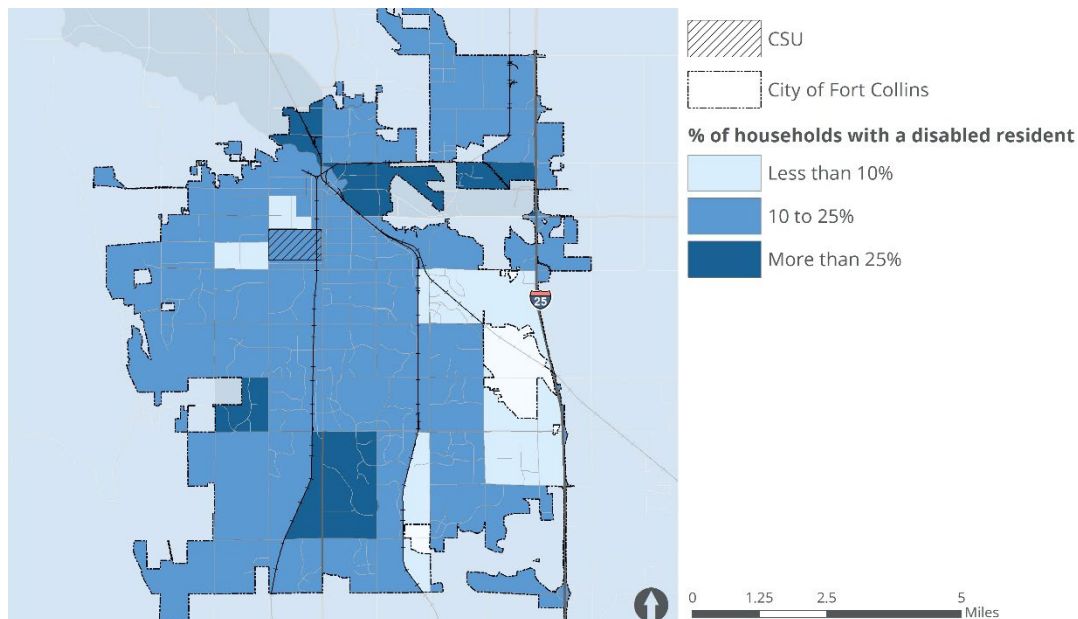 CSU
City of Fort Collins
% of households with a disabled resident
Less than 10%
10 to 25%
More than 25%
25
0 1.25 2.5 5
Miles